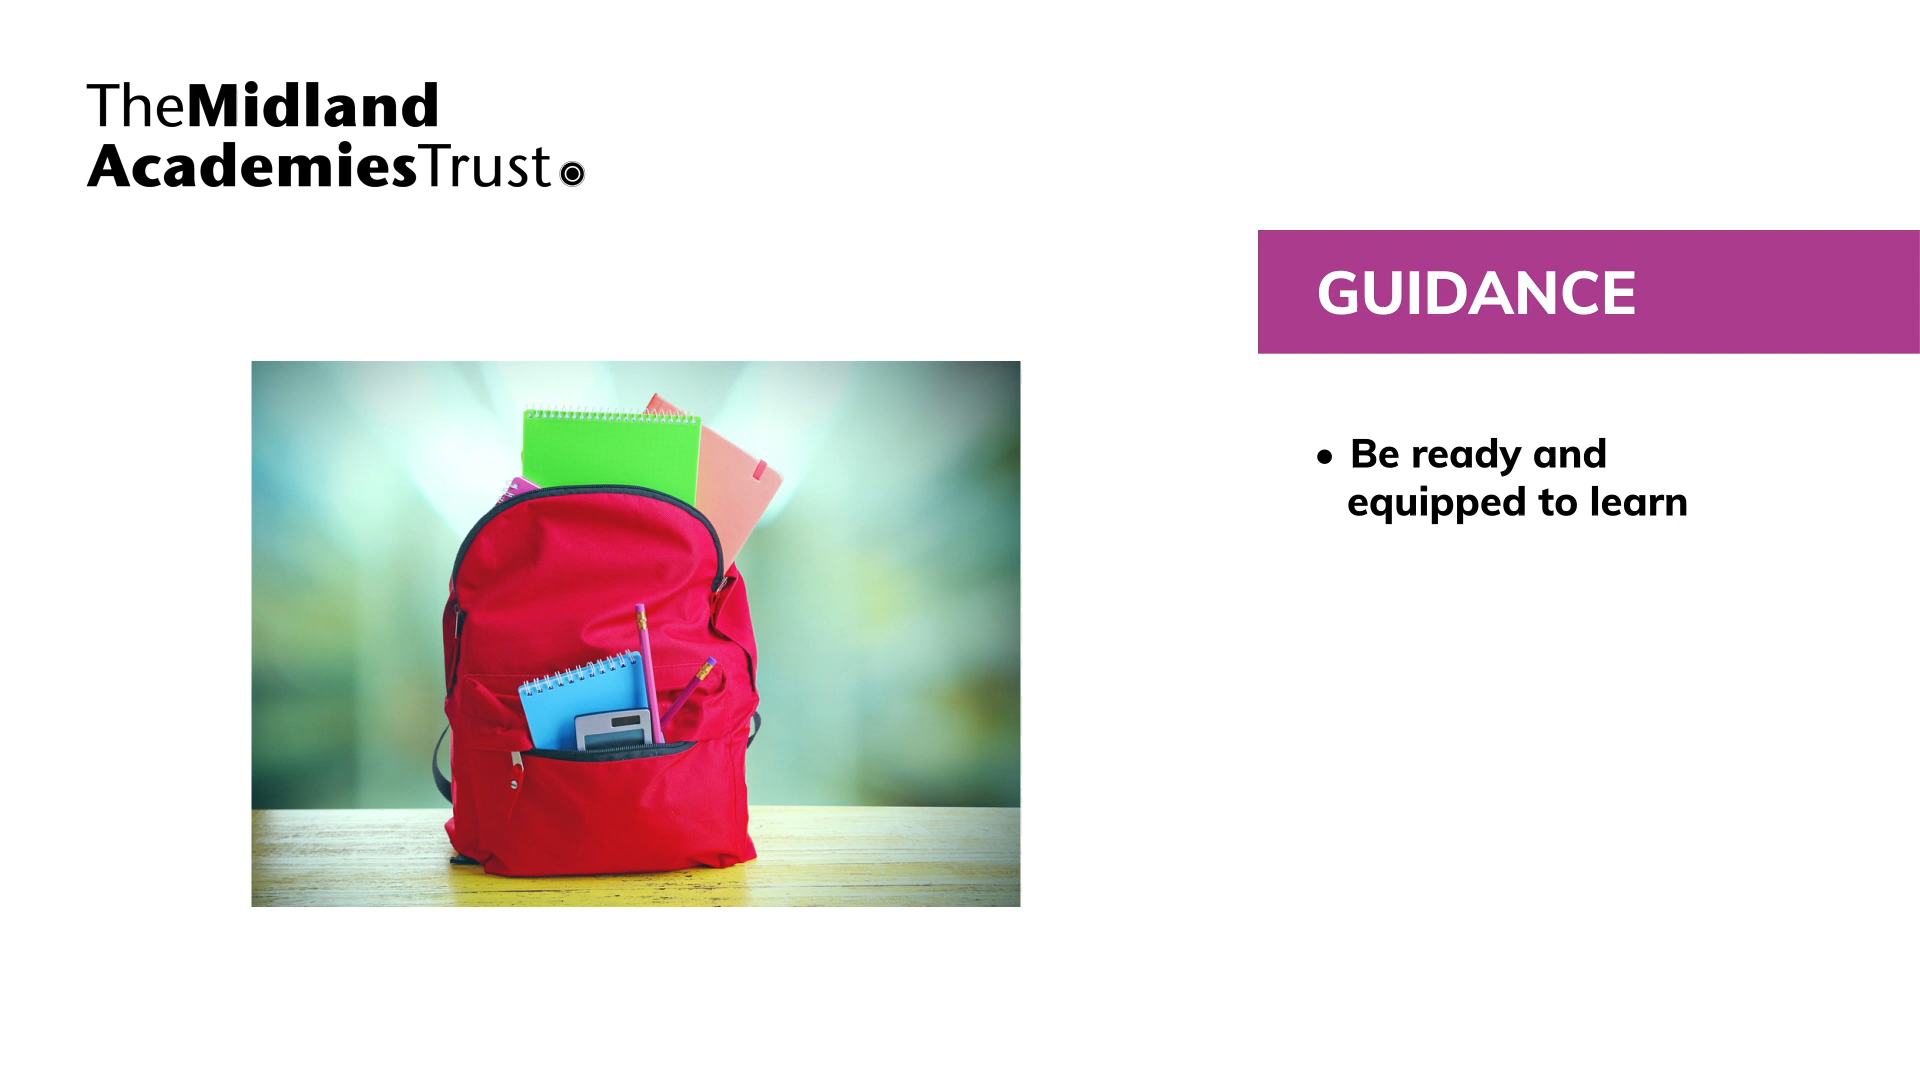 TheMidland
AcademiesTrust
GUIDANCE
• Be ready and
equipped to learn